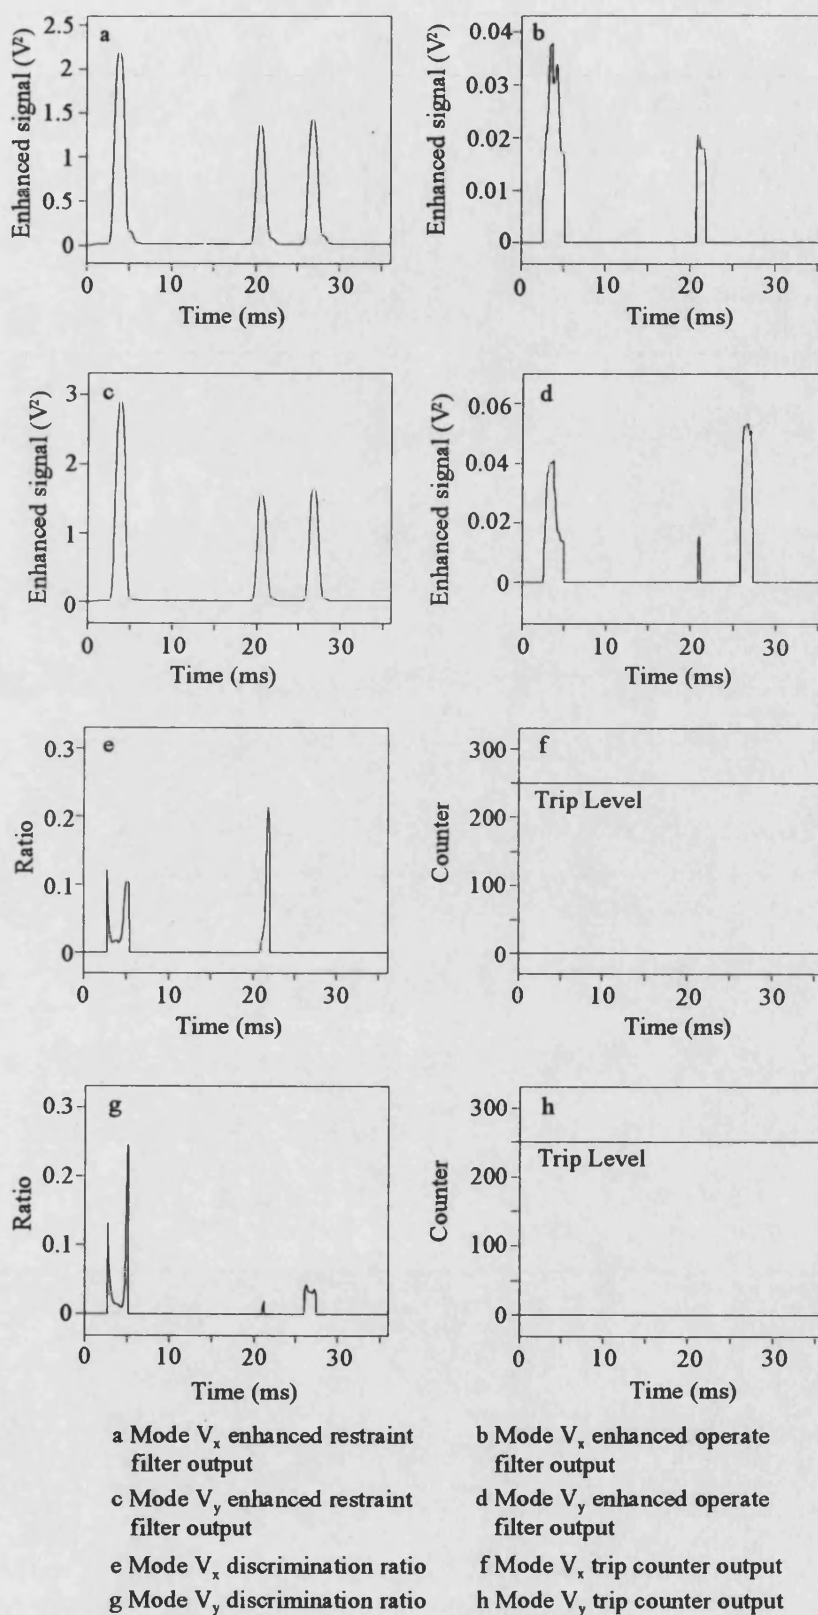 a
Enhanced signal (V²)
2.5
2
1.5
1
0.5
0
0 10 20 30
Time (ms)
b
Enhanced signal (V²)
0.04
0.03
0.02
0.01
0
0 10 20 30
Time (ms)
c
Enhanced signal (V²)
3
2
1
0
0 10 20 30
Time (ms)
d
Enhanced signal (V²)
0.06
0.04
0.02
0
0 10 20 30
Time (ms)
e
Ratio
0.3
0.2
0.1
0
0 10 20 30
Time (ms)
f
Counter
300
200
100
0
Trip Level
0 10 20 30
Time (ms)
g
Ratio
0.3
0.2
0.1
0
0 10 20 30
Time (ms)
h
Counter
300
200
100
0
Trip Level
0 10 20 30
Time (ms)
a Mode Vₓ enhanced restraint
filter output
b Mode Vₓ enhanced operate
filter output
c Mode V_y enhanced restraint
filter output
d Mode V_y enhanced operate
filter output
e Mode Vₓ discrimination ratio
f Mode Vₓ trip counter output
g Mode V_y discrimination ratio
h Mode V_y trip counter output